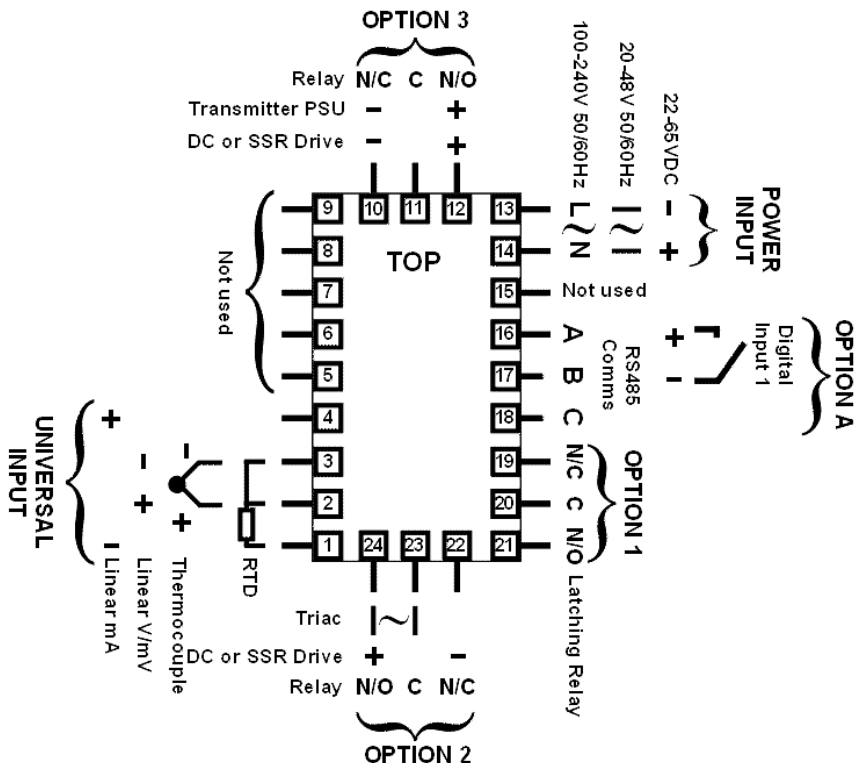 OPTION 3
Relay N/C C N/O
Transmitter PSU - +
DC or SSR Drive - +
100-240V 50/60Hz
20-48V 50/60Hz
22-65VDC
POWER
INPUT
9 10 11 12 13 L | -
~ ~
8 TOP 14 N | +
7 15 Not used
Not used
6 16 A +
5 17 B -
4 18 C
RS485
Comms
Digital
Input 1
OPTION A
UNIVERSAL
INPUT
+
- -
+ +
-
3 19 N/C
2 20 C
1 24 23 22 21 N/O
OPTION 1
Latching Relay
RTD
Thermocouple
Linear V/mV
Linear mA
Triac ~
DC or SSR Drive + -
Relay N/O C N/C
OPTION 2